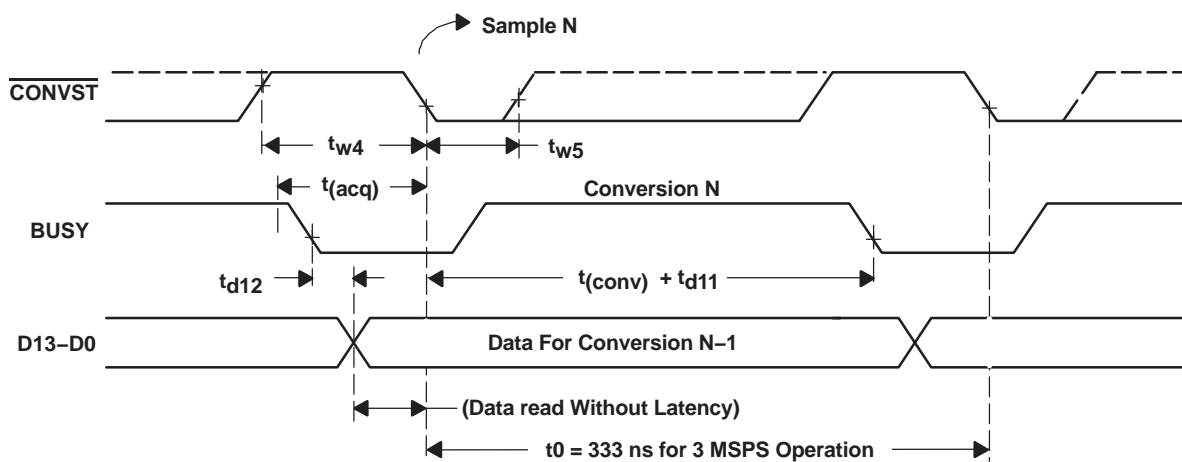 Sample N
CONVST
tw4
tw5
t(acq)
Conversion N
BUSY
td12
t(conv) + td11
D13–D0
Data For Conversion N–1
(Data read Without Latency)
t0 = 333 ns for 3 MSPS Operation